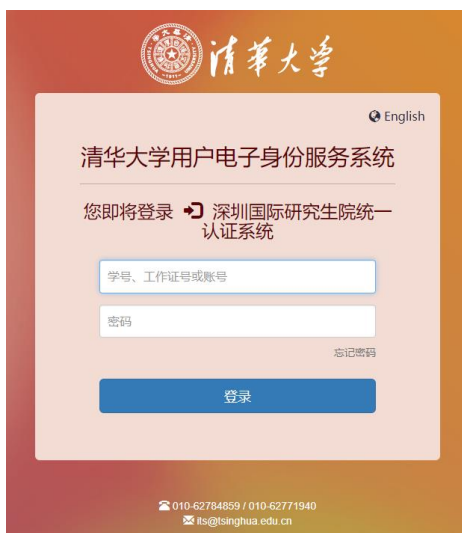 清华大学
English
清华大学用户电子身份服务系统
您即将登录 深圳国际研究生院统一
认证系统
学号、工作证号或账号
密码
忘记密码
登录
010-62784859 / 010-62771940
its@tsinghua.edu.cn